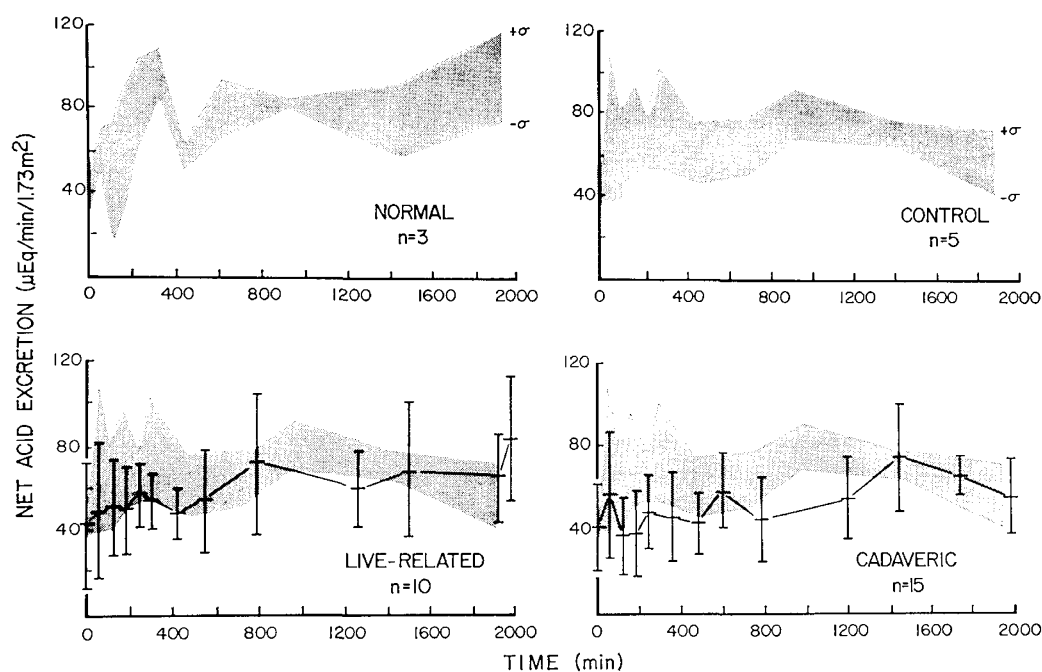 NET ACID EXCRETION (μEq/min/1.73m²)
120
80
40
0 400 800 1200 1600 2000
+σ
-σ
NORMAL
n=3
120
80
40
0 400 800 1200 1600 2000
+σ
-σ
CONTROL
n=5
120
80
40
0 400 800 1200 1600 2000
LIVE-RELATED
n=10
120
80
40
0 400 800 1200 1600 2000
CADAVERIC
n=15
TIME (min)